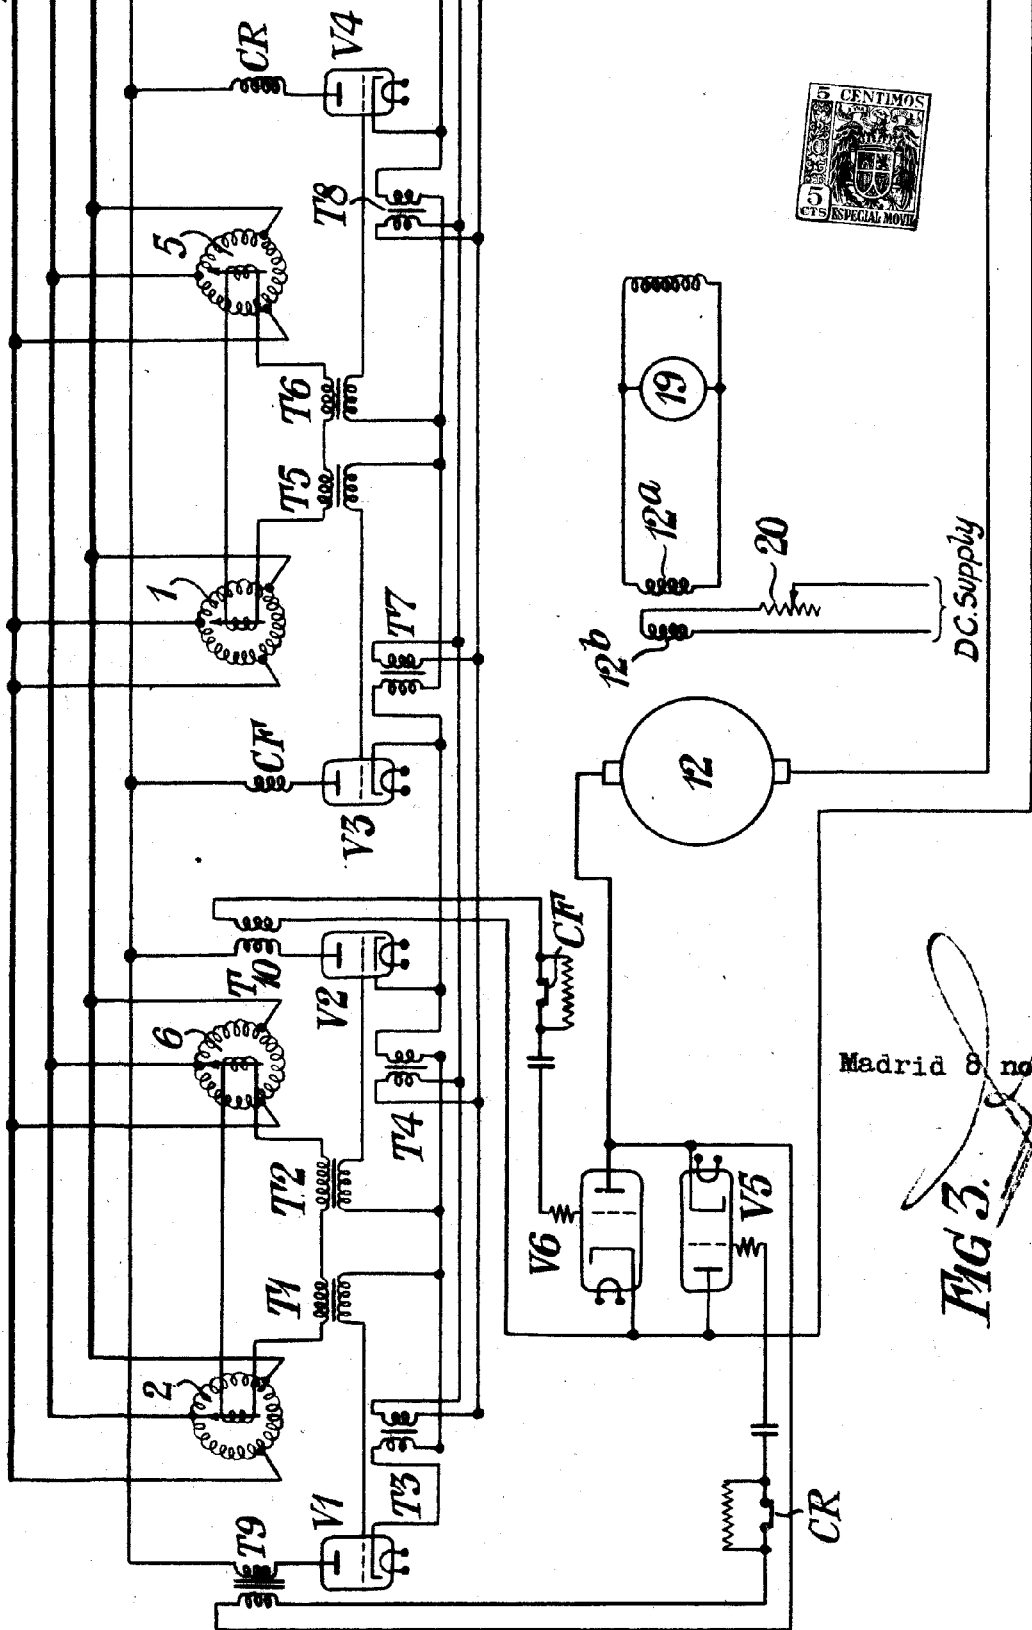 CR
V4
5 CENTIMOS
5
CTS
ESPECIAL MOVIL
T8
5
T6
19
T5
12a
20
1
T7
12b
D.C. Supply
CF
12
V3
CF
T
10
V2
6
Madrid 8
T4
T2
V6
V5
FIG 3.
T1
2
T3
V1
T9
CR